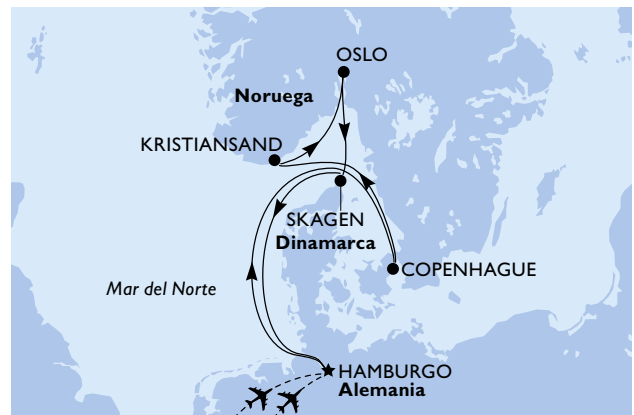 OSLO
Noruega
KRISTIANSAND
SKAGEN
Dinamarca
COPENHAGUE
Mar del Norte
HAMBURGO
Alemania